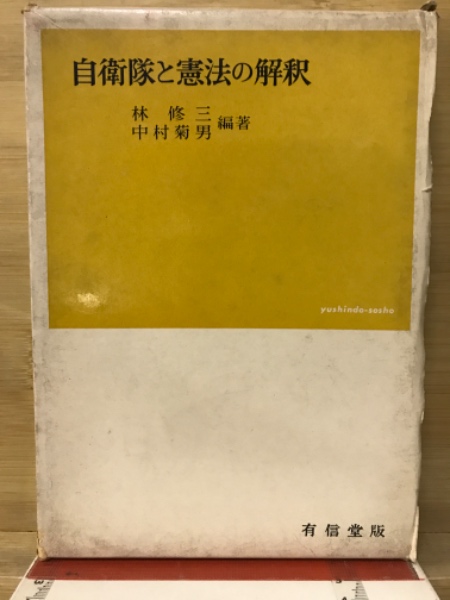 自衛隊と憲法の解釈
林修三
中村菊男 編著
yushindo-sosho
有信堂版